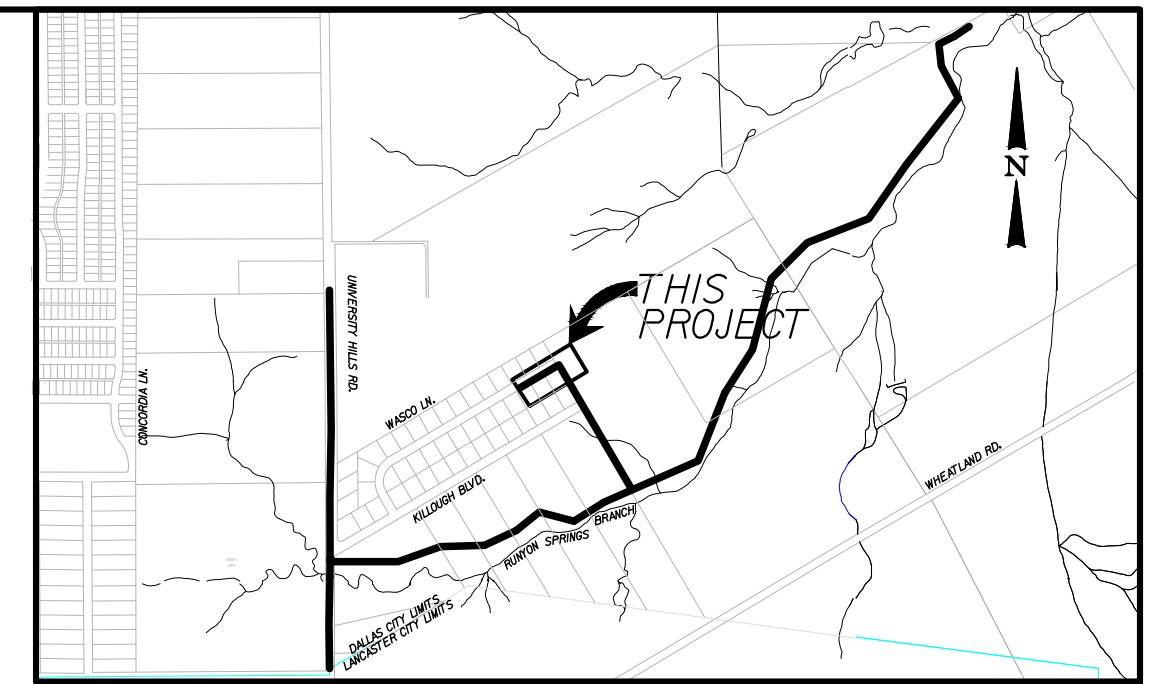 N
THIS
PROJECT
UNIVERSITY HILLS RD.
CONCORDIA LN.
WASCO LN.
KILLOUGH BLVD.
WHEATLAND RD.
RUNYON SPRINGS BRANCH
DALLAS CITY LIMITS
LANCASTER CITY LIMITS